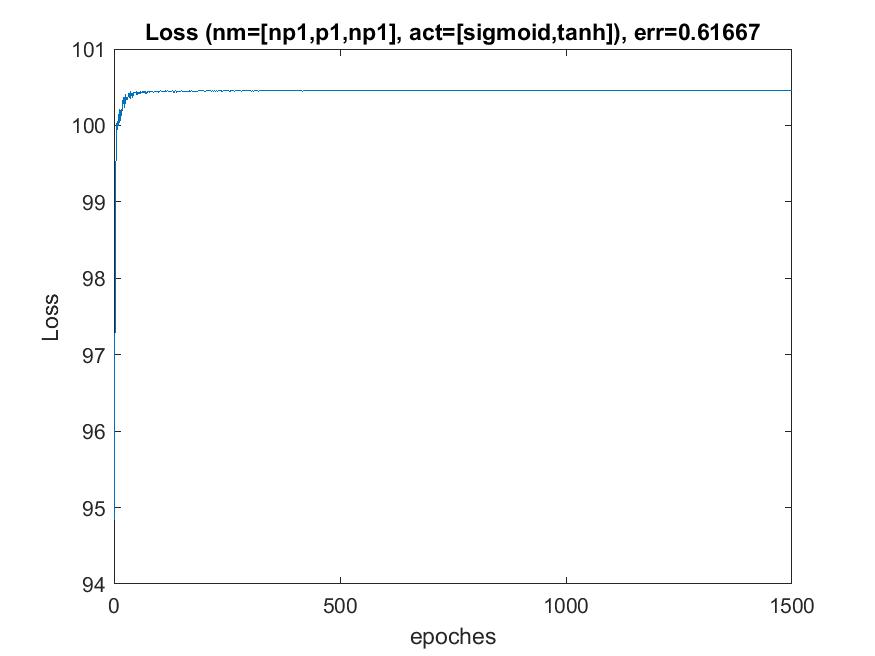 Loss (nm=[np1,p1,np1], act=[sigmoid,tanh]), err=0.61667
101
100
99
98
97
96
95
94
Loss
0 500 1000 1500
epoches